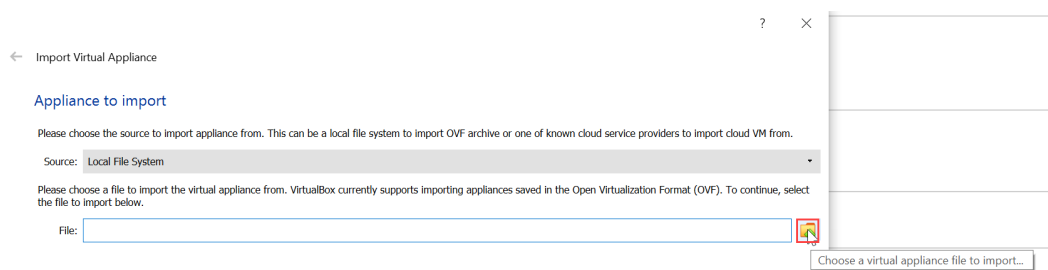 ?
Import Virtual Appliance
Appliance to import
Please choose the source to import appliance from. This can be a local file system to import OVF archive or one of known cloud service providers to import cloud VM from.
Source: Local File System
Please choose a file to import the virtual appliance from. VirtualBox currently supports importing appliances saved in the Open Virtualization Format (OVF). To continue, select
the file to import below.
File:
Choose a virtual appliance file to import...